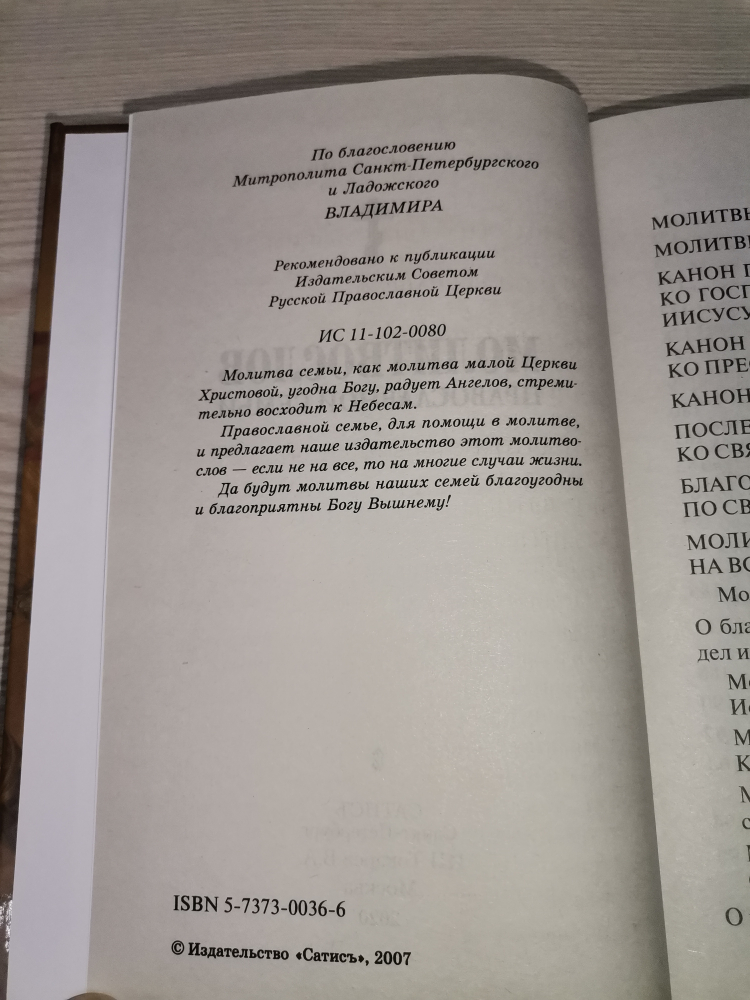 По благословению
Митрополита Санкт-Петербургского
и Ладожского
ВЛАДИМИРА
Рекомендовано к публикации
Издательским Советом
Русской Православной Церкви
ИС 11-102-0080
Молитва семьи, как молитва малой Церкви
Христовой, угодна Богу, радует Ангелов, стреми-
тельно восходит к Небесам.
Православной семье, для помощи в молитве,
и предлагает наше издательство этот молитво-
слов — если не на все, то на многие случаи жизни.
Да будут молитвы наших семей благоугодны
и благоприятны Богу Вышнему!
ISBN 5-7373-0036-6
© Издательство «Сатисъ», 2007
МОЛИТВЫ
МОЛИТВЫ
КАНОН
КО ГОСП
ИИСУСУ
КАНОН
КО ПРЕС
КАНОН
ПОСЛЕ
КО СВЯ
БЛАГО
ПО СВ
МОЛИ
НА ВС
Мо
О бла
дел и
О